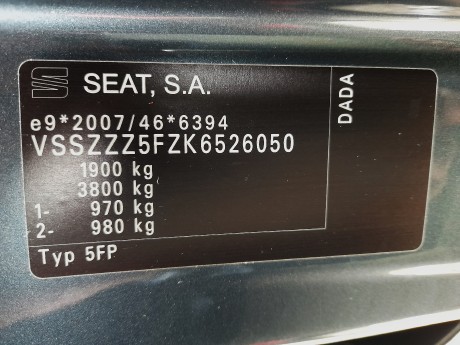 SEAT, S.A.
e9*2007/46*6394
VSSZZZ5FZK6526050
1900 kg
3800 kg
1- 970 kg
2- 980 kg
Typ 5FP
DADA